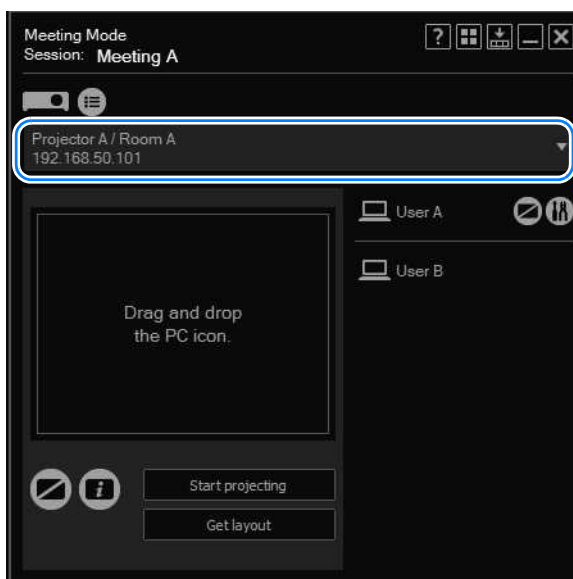 Meeting Mode
Session: Meeting A
?
Projector A / Room A
192.168.50.101
User A
User B
Drag and drop
the PC icon.
i
Start projecting
Get layout